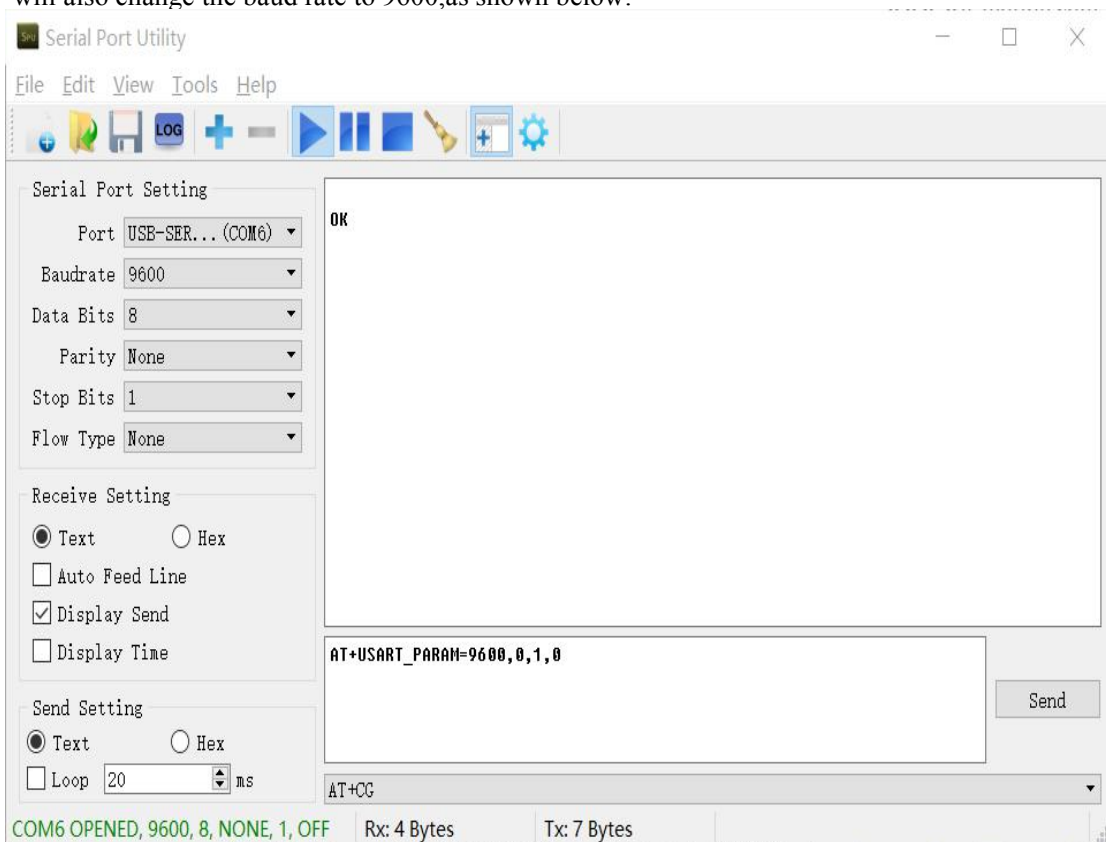 will also change the baud rate to 9600,as shown below:
Serial Port Utility
File Edit View Tools Help
LOG
Serial Port Setting
Port USB-SER...(COM6)
Baudrate 9600
Data Bits 8
Parity None
Stop Bits 1
Flow Type None
Receive Setting
Text Hex
Auto Feed Line
Display Send
Display Time
Send Setting
Text Hex
Loop 20 ms
OK
AT+USART_PARAM=9600,0,1,0
Send
AT+CG
COM6 OPENED, 9600, 8, NONE, 1, OFF Rx: 4 Bytes Tx: 7 Bytes